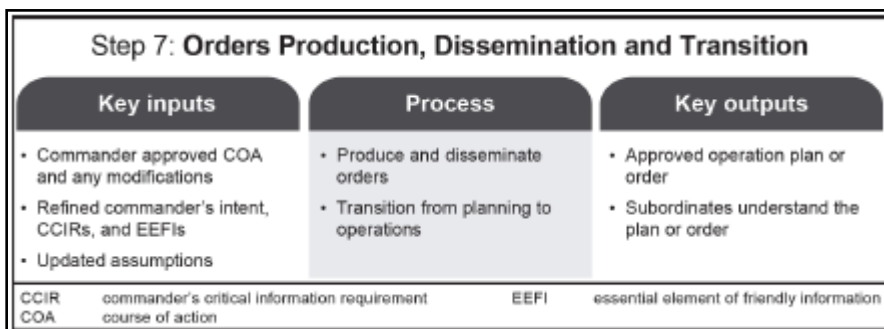 Step 7: Orders Production, Dissemination and Transition
Key inputs
• Commander approved COA
and any modifications
• Refined commander's intent,
CCIRs, and EEFIs
• Updated assumptions
Process
• Produce and disseminate
orders
• Transition from planning to
operations
Key outputs
• Approved operation plan or
order
• Subordinates understand the
plan or order
CCIR commander's critical information requirement EEFI essential element of friendly information
COA course of action